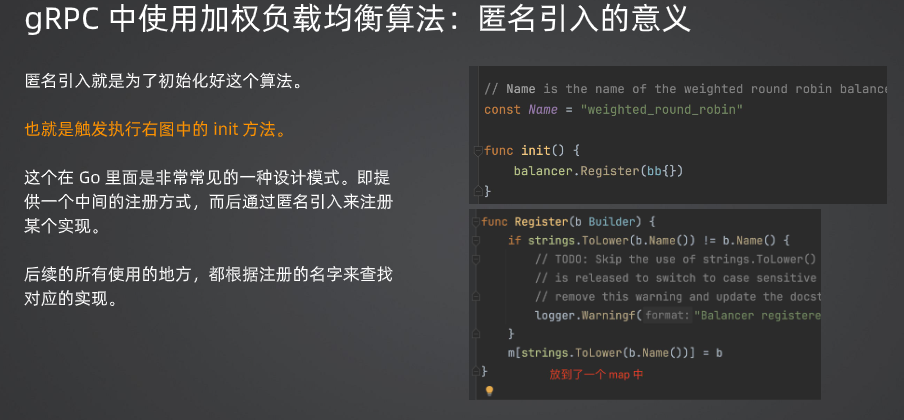 gRPC 中使用加权负载均衡算法：匿名引入的意义
匿名引入就是为了初始化好这个算法。
也就是触发执行右图中的 init 方法。
这个在 Go 里面是非常常见的一种设计模式。即提
供一个中间的注册方式，而后通过匿名引入来注册
某个实现。
后续的所有使用的地方，都根据注册的名字来查找
对应的实现。
// Name is the name of the weighted round robin balance
const Name = "weighted_round_robin"
func init() {
balancer.Register(bb{})
}
func Register(b Builder) {
if strings.ToLower(b.Name()) != b.Name() {
// TODO: Skip the use of strings.ToLower()
// is released to switch to case sensitive
// remove this warning and update the docst
logger.Warningf( format: "Balancer registere
}
m[strings.ToLower(b.Name())] = b
}
放到了一个 map 中